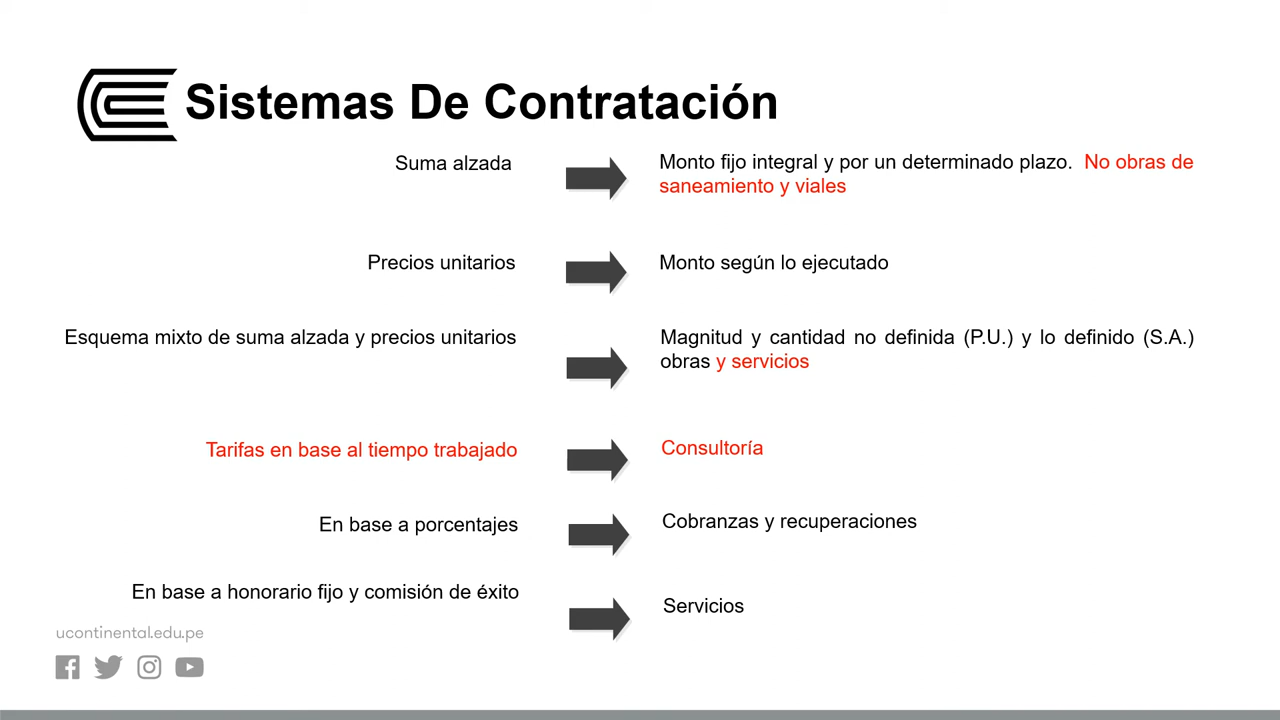 Sistemas De Contratación
Suma alzada
Monto fijo integral y por un determinado plazo. No obras de
saneamiento y viales
Precios unitarios
Monto según lo ejecutado
Esquema mixto de suma alzada y precios unitarios
Magnitud y cantidad no definida (P.U.) y lo definido (S.A.)
obras y servicios
Tarifas en base al tiempo trabajado
Consultoría
En base a porcentajes
Cobranzas y recuperaciones
En base a honorario fijo y comisión de éxito
Servicios
ucontinental.edu.pe